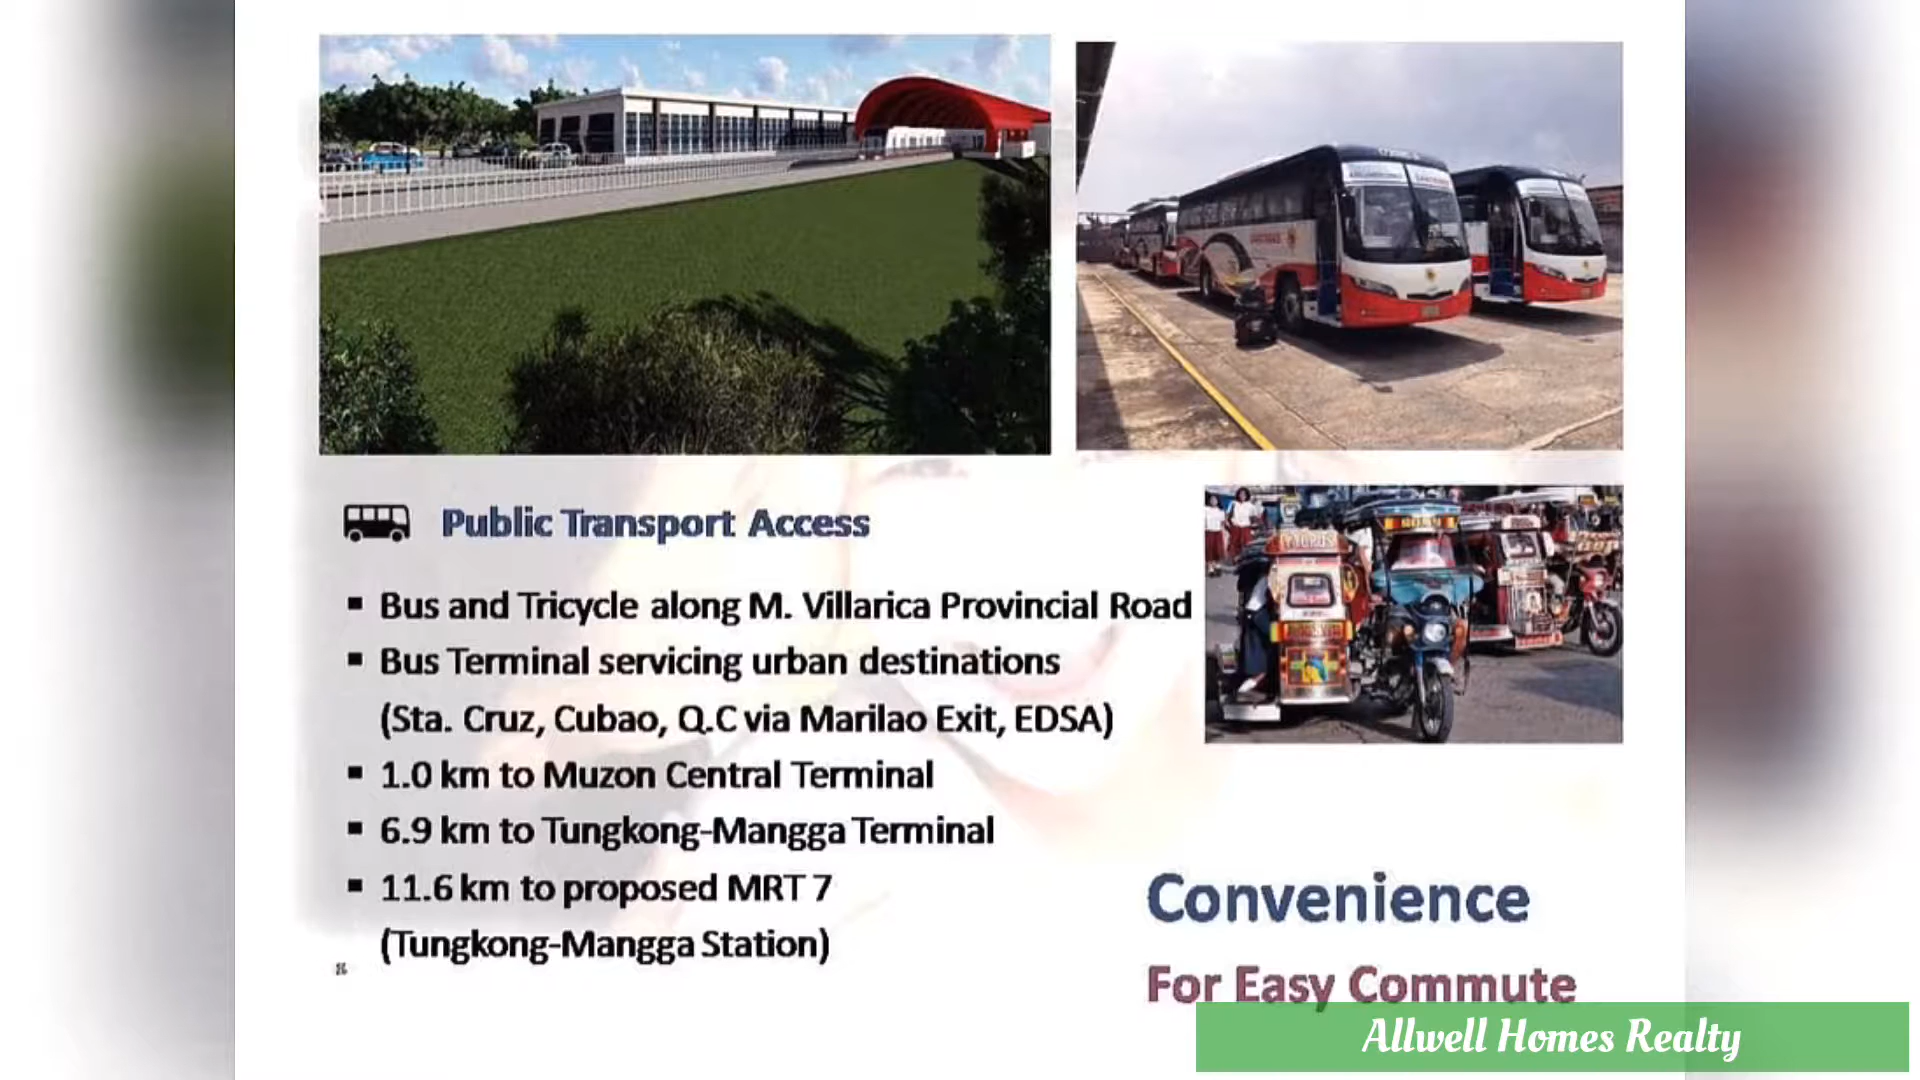 Public Transport Access
▪ Bus and Tricycle along M. Villarica Provincial Road
▪ Bus Terminal servicing urban destinations
(Sta. Cruz, Cubao, Q.C via Marilao Exit, EDSA)
▪ 1.0 km to Muzon Central Terminal
▪ 6.9 km to Tungkong-Mangga Terminal
▪ 11.6 km to proposed MRT 7
(Tungkong-Mangga Station)
Convenience
For Easy Commute
Allwell Homes Realty